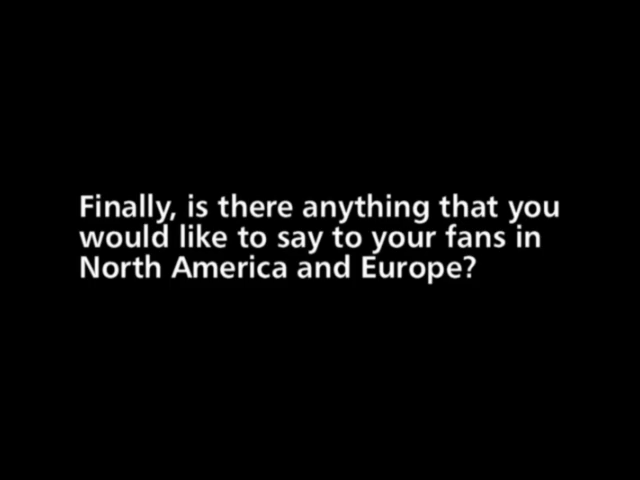 Finally, is there anything that you
would like to say to your fans in
North America and Europe?